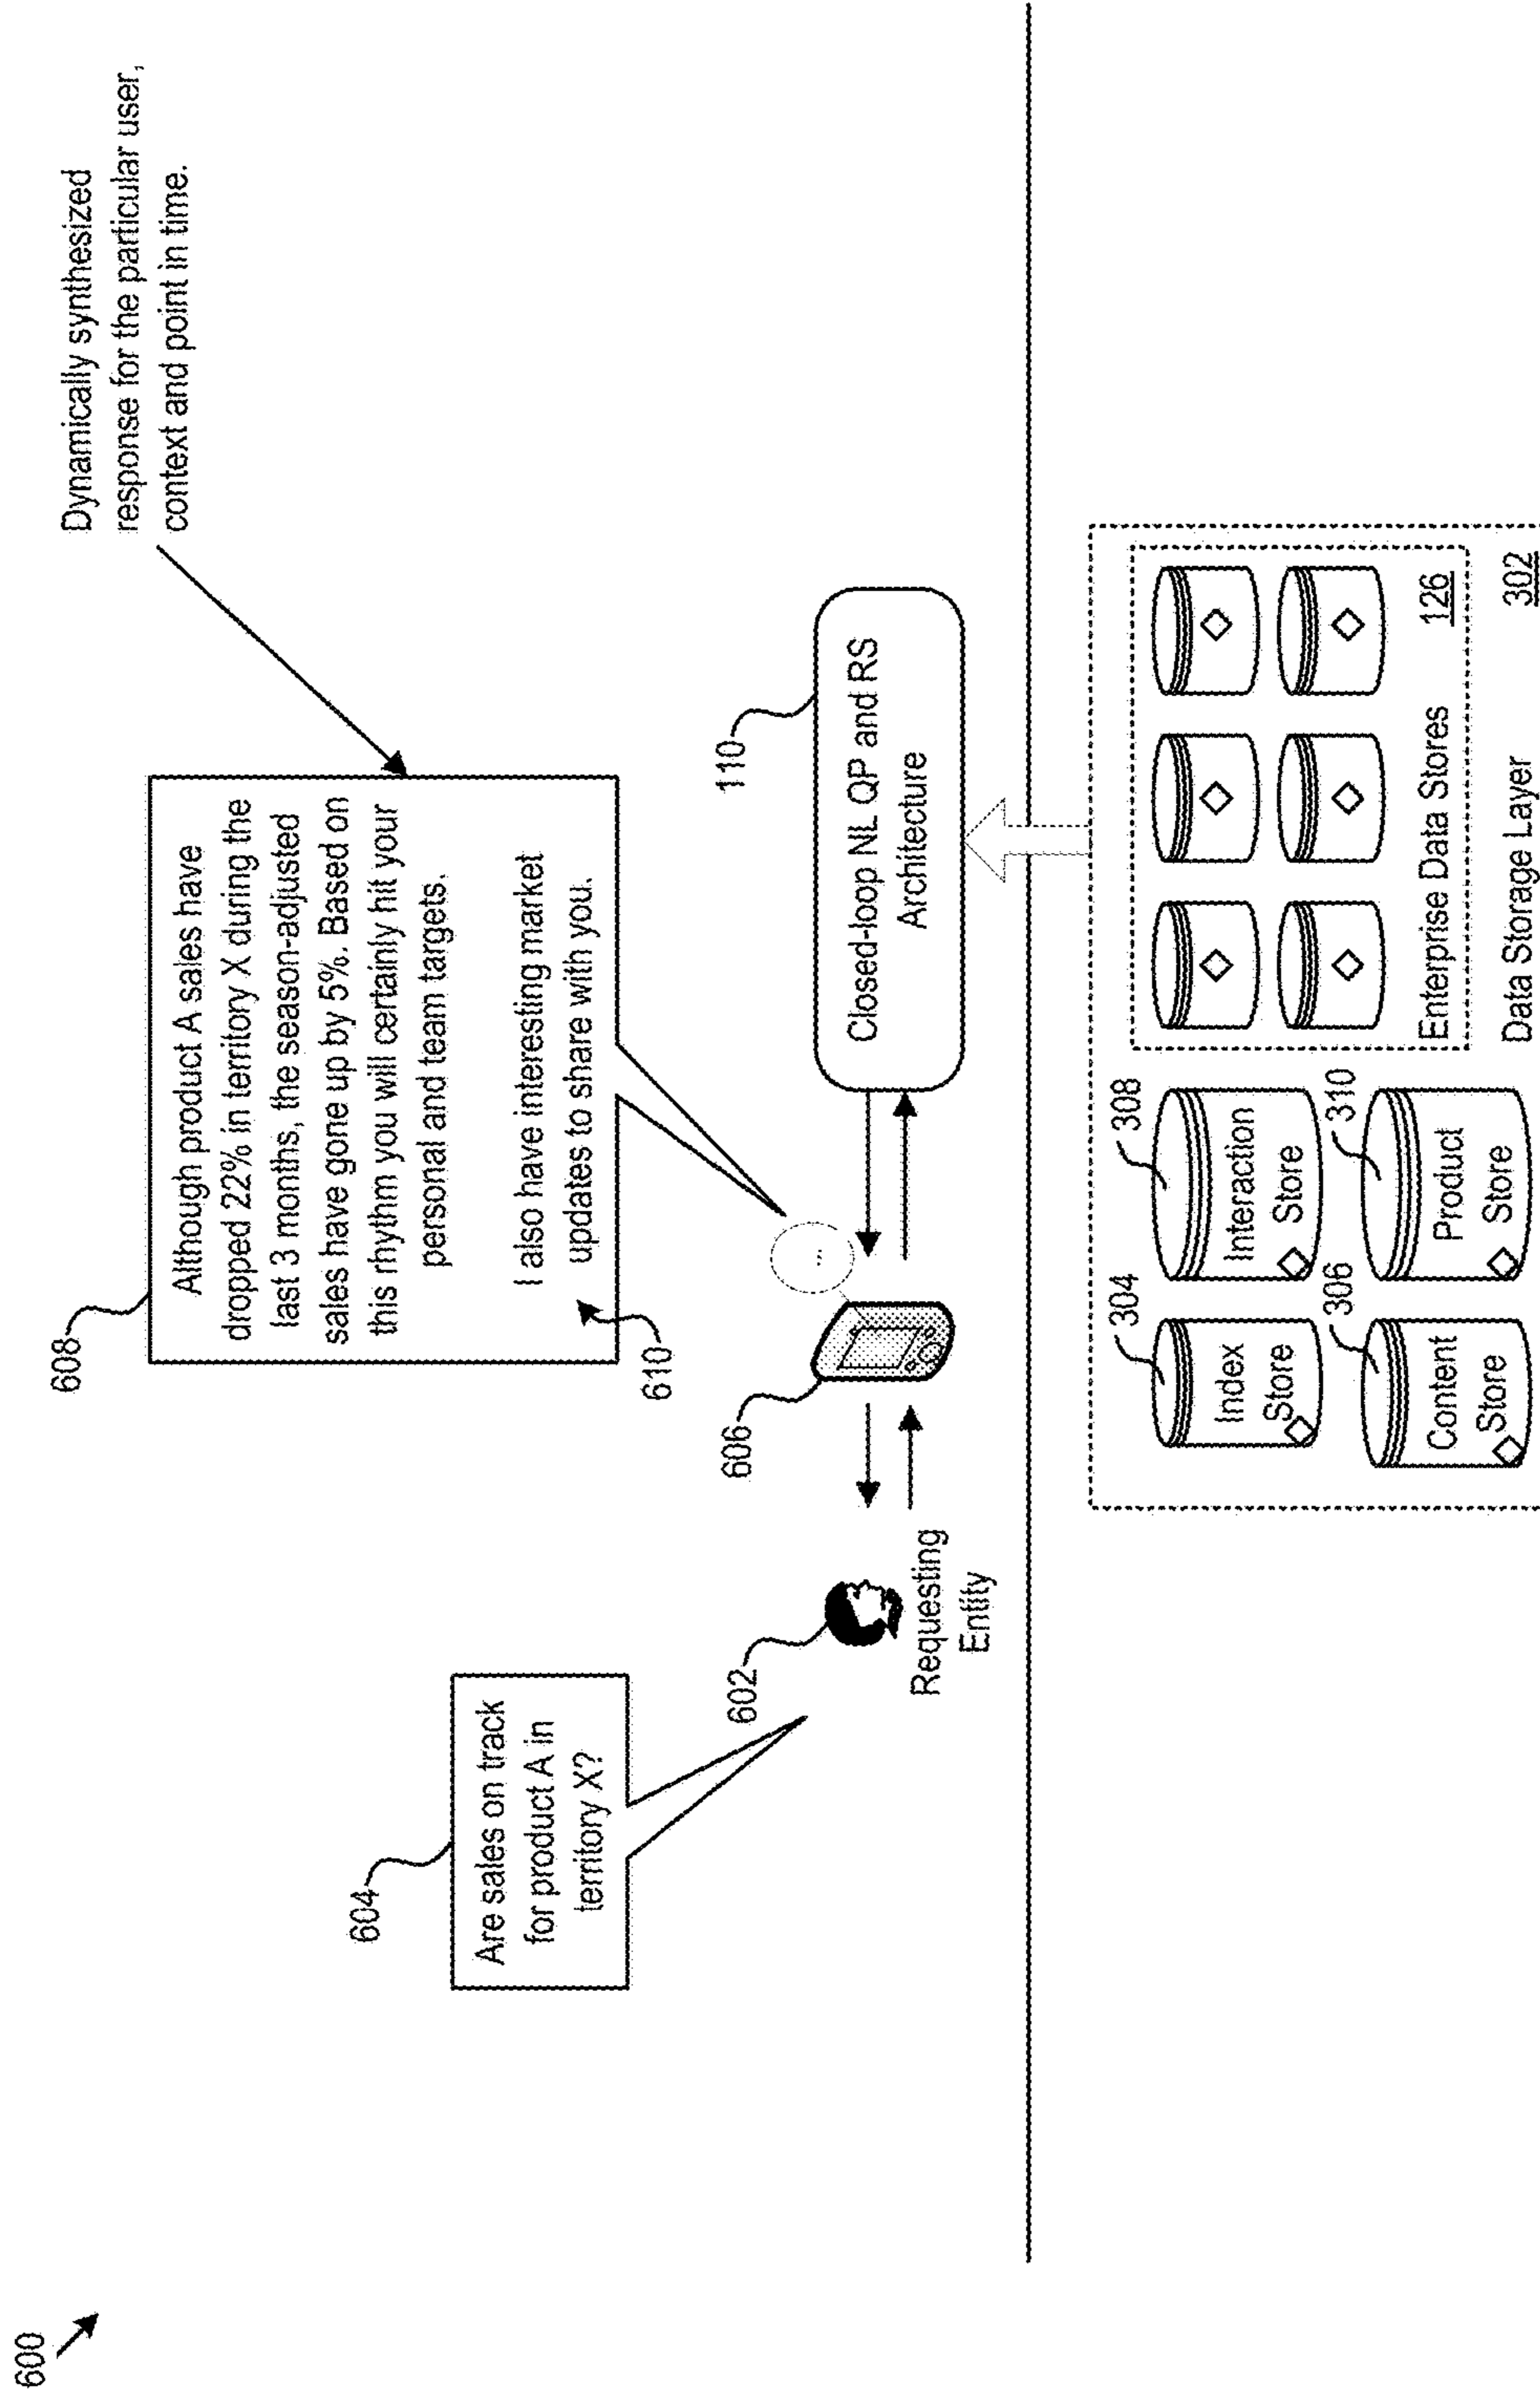 600
Dynamically synthesized
response for the particular user,
context and point in time.
608
Although product A sales have
dropped 22% in territory X during the
last 3 months, the season-adjusted
sales have gone up by 5%. Based on
this rhythm you will certainly hit your
personal and team targets.
I also have interesting market
updates to share with you.
610
604
Are sales on track
for product A in
territory X?
602
Requesting
Entity
606
...
110
Closed-loop NL QP and RS
Architecture
304
Index
Store
308
Interaction
Store
306
Content
Store
310
Product
Store
Enterprise Data Stores
126
Data Storage Layer
302